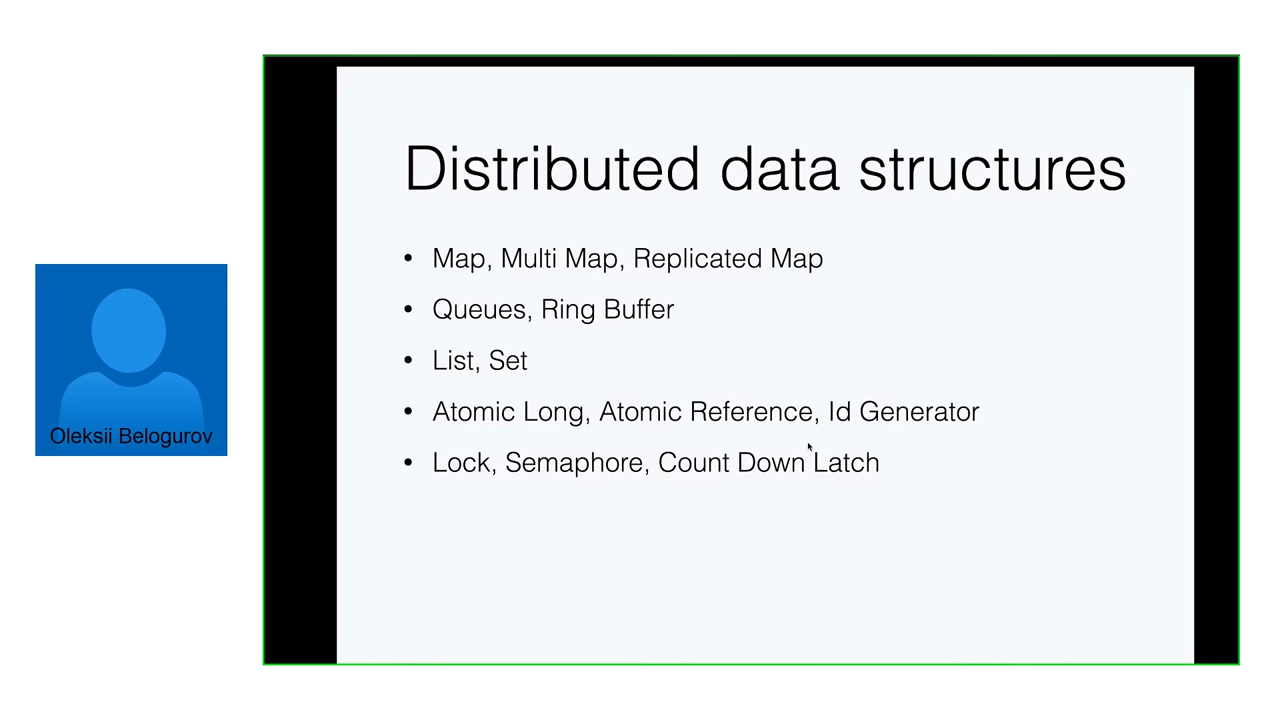 Distributed data structures
• Map, Multi Map, Replicated Map
• Queues, Ring Buffer
• List, Set
• Atomic Long, Atomic Reference, Id Generator
• Lock, Semaphore, Count Down Latch
Oleksii Belogurov